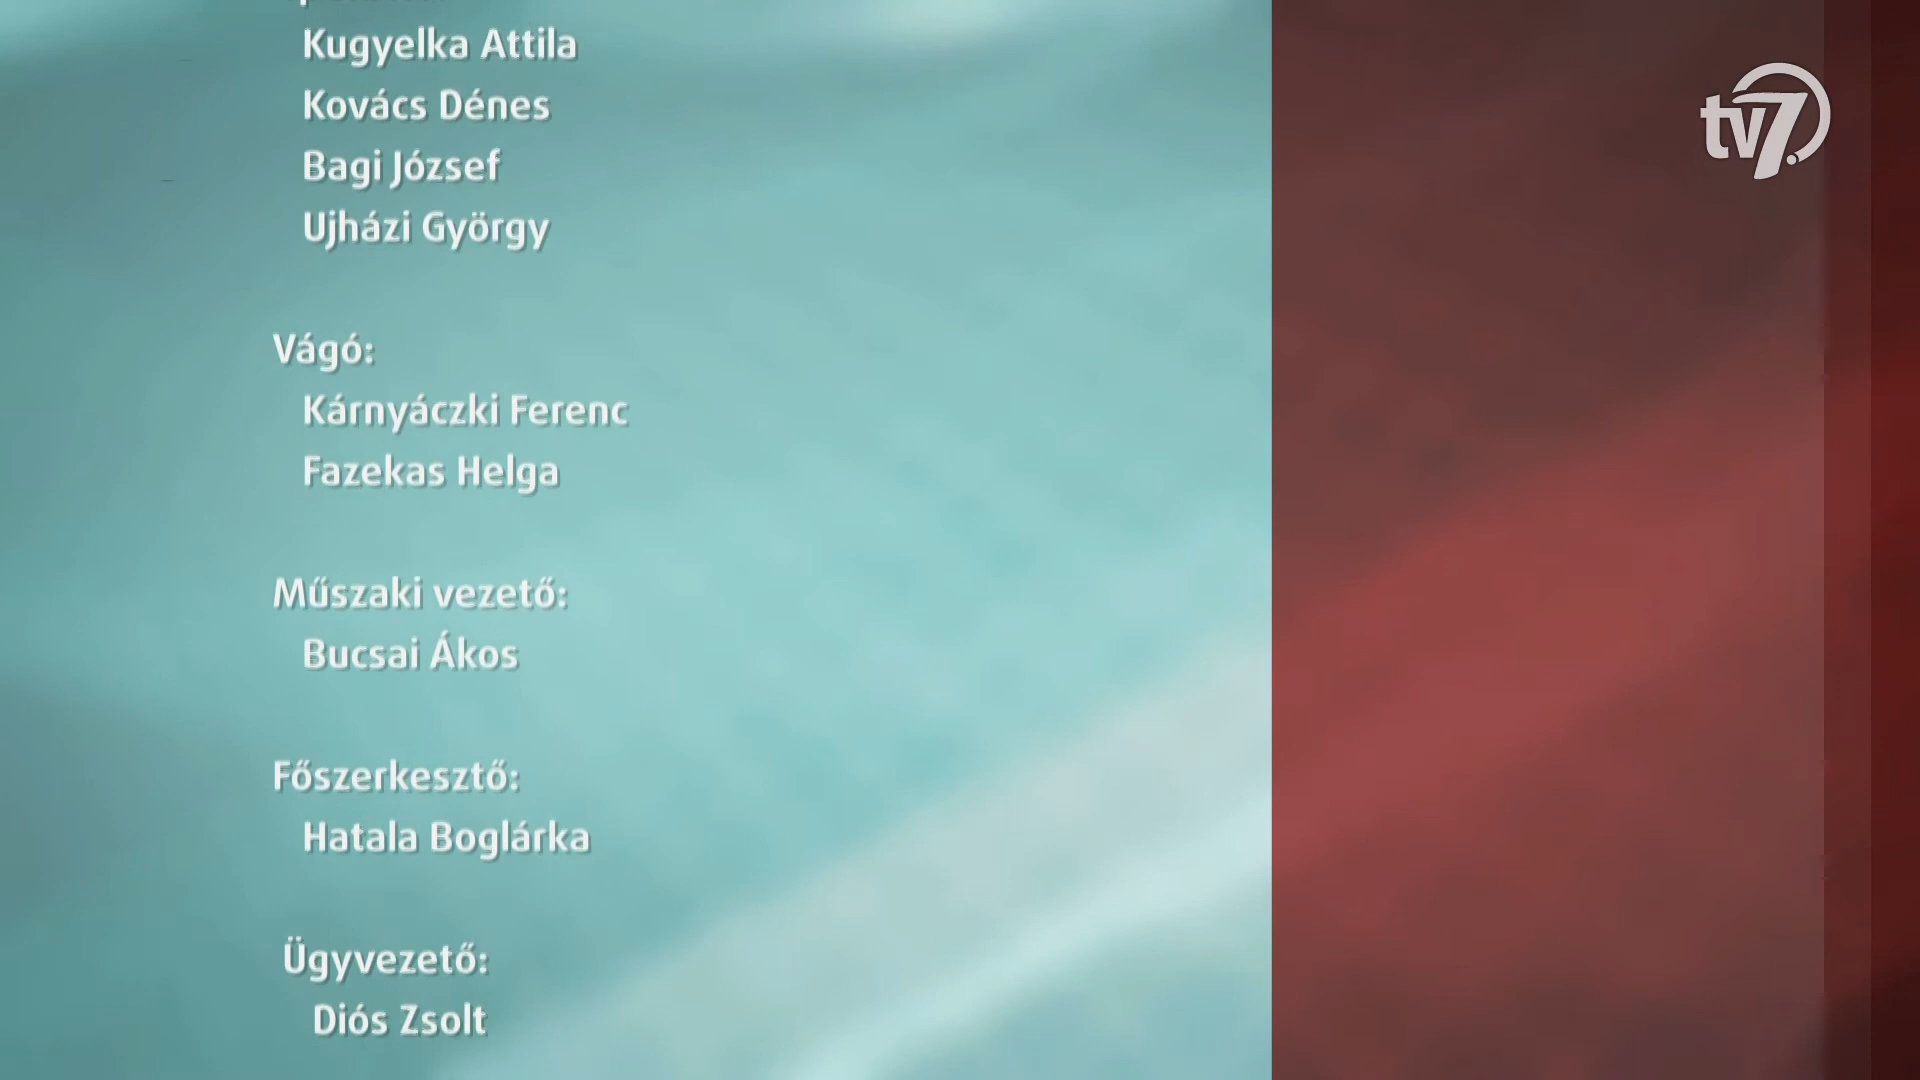 Kugyelka Attila
Kovács Dénes
Bagi József
Ujházi György
Vágó:
Kárnyáczki Ferenc
Fazekas Helga
Műszaki vezető:
Bucsai Ákos
Főszerkesztő:
Hatala Boglárka
Ügyvezető:
Diós Zsolt
tv7.